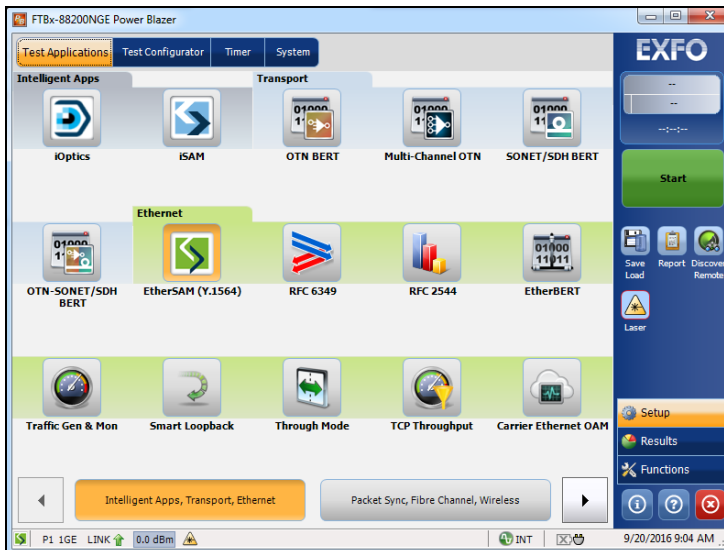 FTBx-88200NGE Power Blazer
Test Applications Test Configurator Timer System
EXFO
Intelligent Apps Transport
--
--
--:--:--
iOptics iSAM OTN BERT Multi-Channel OTN SONET/SDH BERT
Start
Ethernet
OTN-SONET/SDH
BERT
EtherSAM (Y.1564) RFC 6349 RFC 2544 EtherBERT
Save
Load
Report
Discover
Remote
Laser
Traffic Gen & Mon Smart Loopback Through Mode TCP Throughput Carrier Ethernet OAM
Setup
Results
Functions
Intelligent Apps, Transport, Ethernet Packet Sync, Fibre Channel, Wireless
P1 1GE LINK 0.0 dBm INT 9/20/2016 9:04 AM